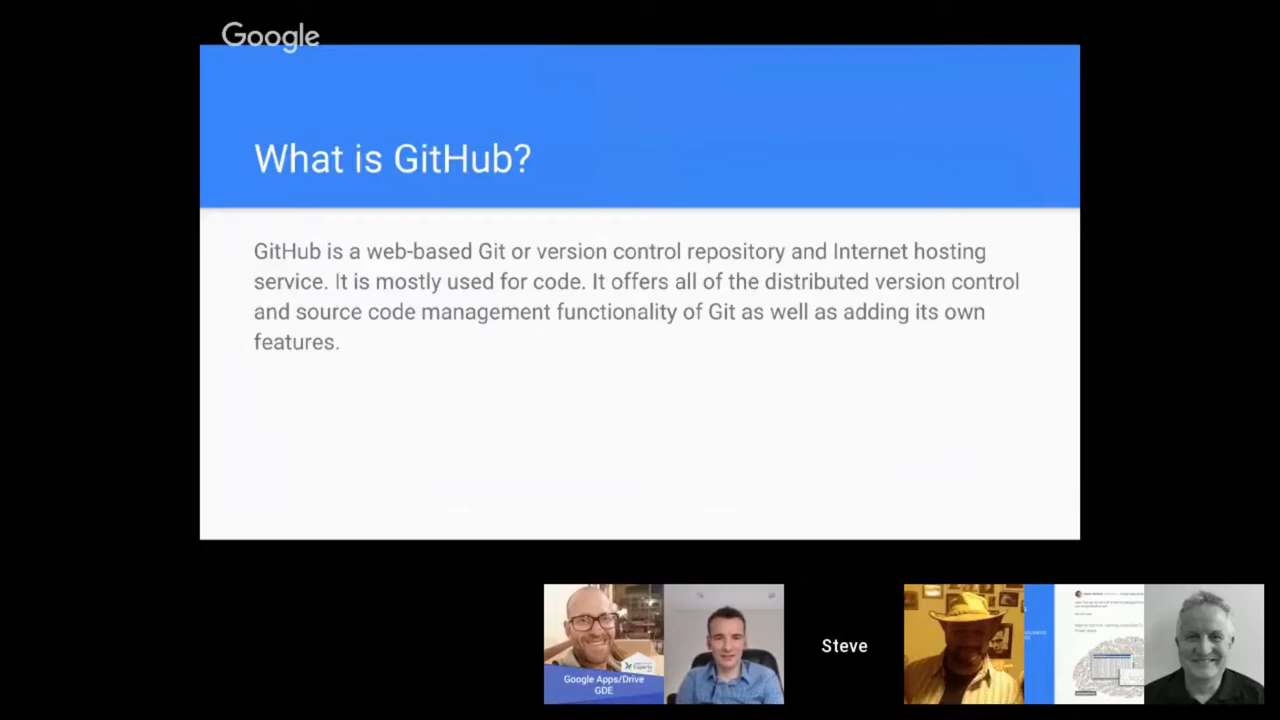 Google
What is GitHub?
GitHub is a web-based Git or version control repository and Internet hosting
service. It is mostly used for code. It offers all of the distributed version control
and source code management functionality of Git as well as adding its own
features.
Experts
Google Apps/Drive
GDE
Steve